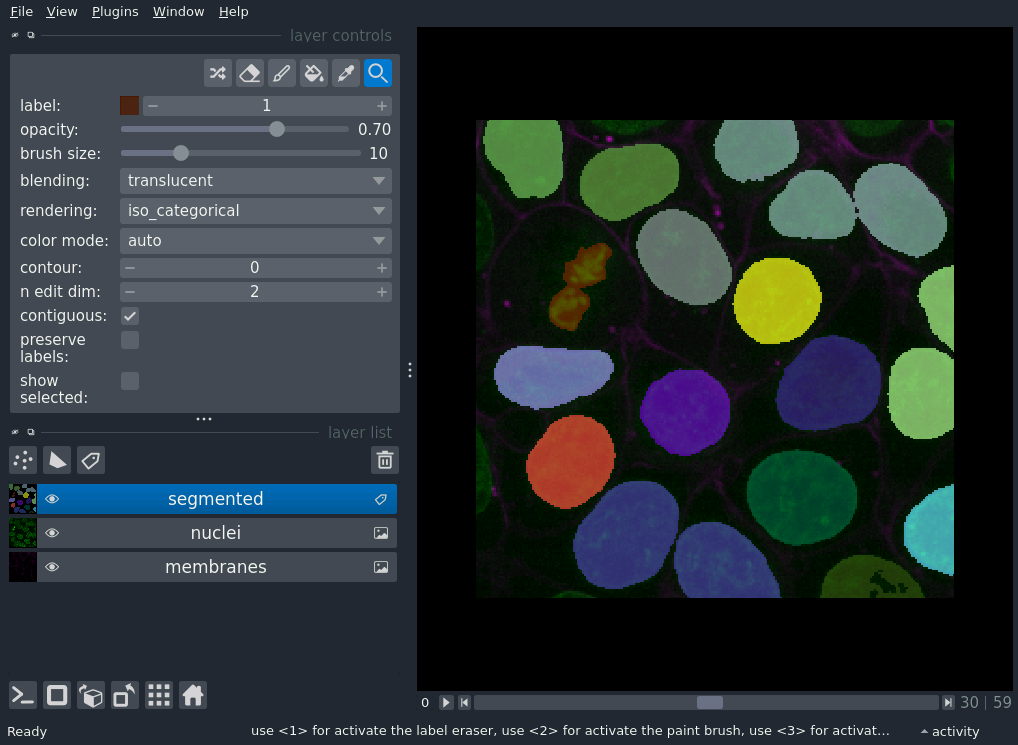 File View Plugins Window Help
layer controls
label: 1
opacity: 0.70
brush size: 10
blending: translucent
rendering: iso_categorical
color mode: auto
contour: 0
n edit dim: 2
contiguous:
preserve
labels:
show
selected:
layer list
segmented
nuclei
membranes
0 30 | 59
Ready use <1> for activate the label eraser, use <2> for activate the paint brush, use <3> for activat... activity